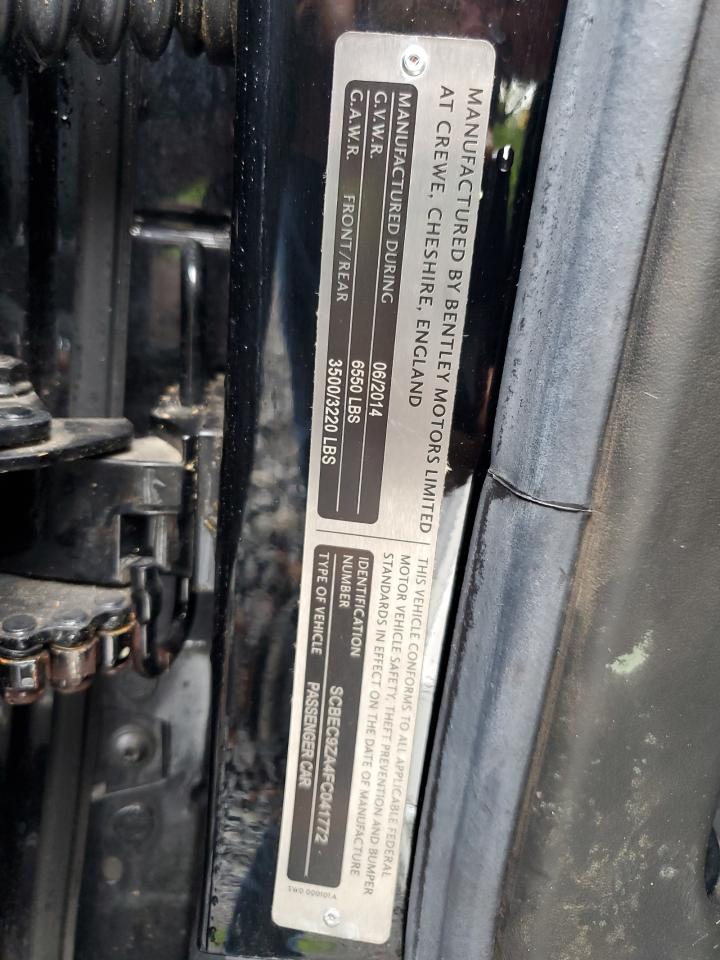 MANUFACTURED BY BENTLEY MOTORS LIMITED
AT CREWE, CHESHIRE, ENGLAND
MANUFACTURED DURING 06/2014
G.V.W.R. 6550 LBS
G.A.W.R. FRONT/REAR 3500/3220 LBS
THIS VEHICLE CONFORMS TO ALL APPLICABLE FEDERAL
MOTOR VEHICLE SAFETY, THEFT PREVENTION AND BUMPER
STANDARDS IN EFFECT ON THE DATE OF MANUFACTURE
IDENTIFICATION
NUMBER SCBEC9ZA4FC041772
TYPE OF VEHICLE PASSENGER CAR